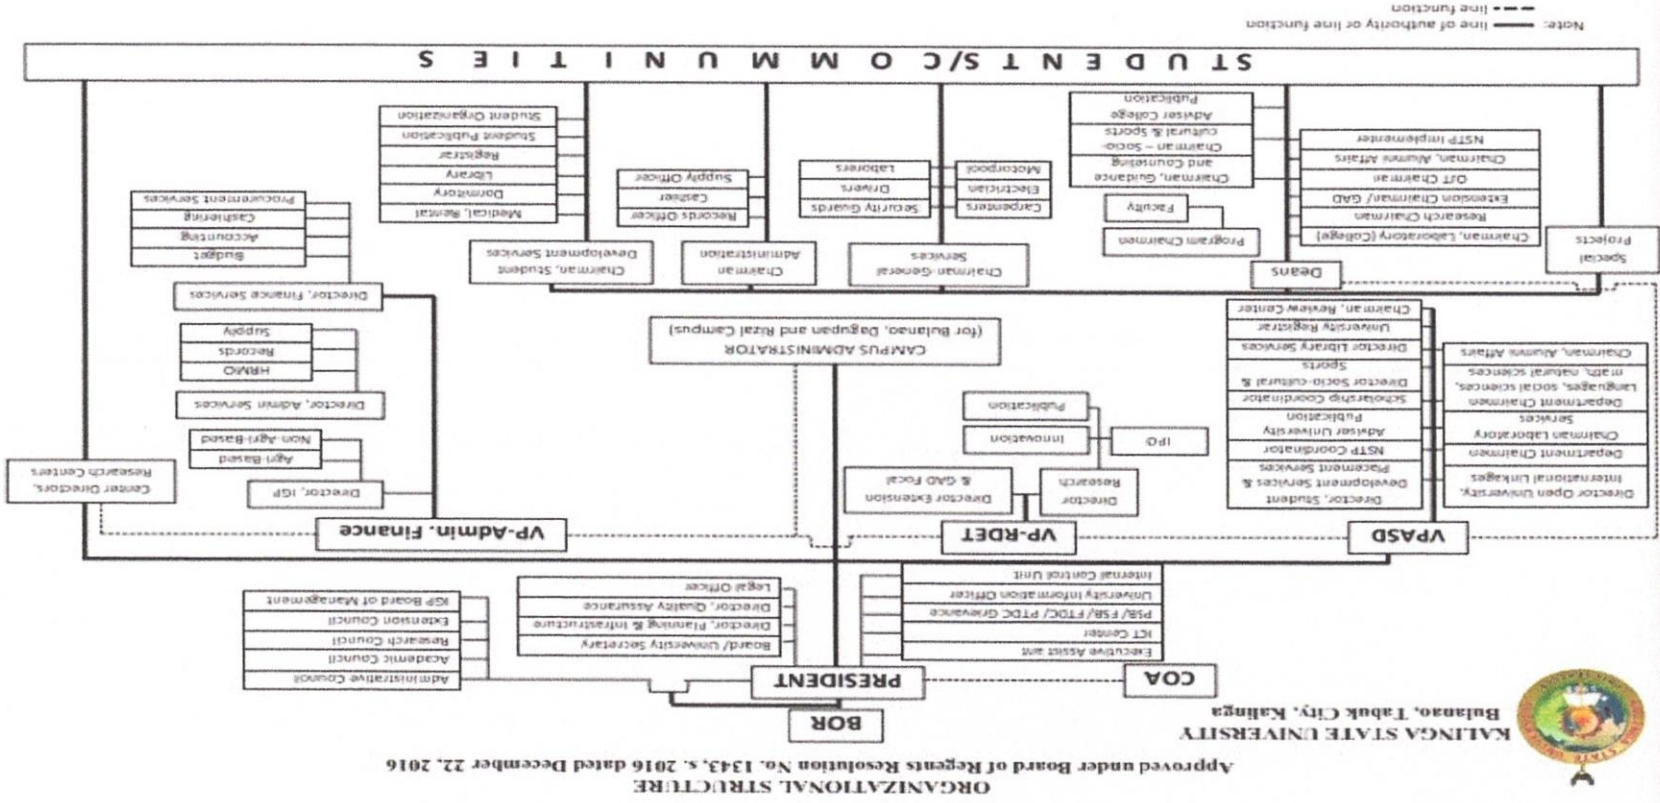 ORGANIZATIONAL STRUCTURE
Approved under Board of Regents Resolution No. 1343, s. 2016 dated December 22, 2016
KALINGA STATE UNIVERSITY
Bulanao, Tabuk City, Kalinga
BOR
COA
PRESIDENT
Executive Assist ant
ICT Center
PSB/ FSB/ FTDC/ PTDC Grievance
University Information Officer
Internal Control Unit
Board/ University Secretary
Director, Planning & Infrastructure
Director, Quality Assurance
Legal Officer
Administrative Council
Academic Council
Research Council
Extension Council
IGP Board of Management
VPASD
VP-RDET
VP-Admin. Finance
Director Open University,
International Linkages
Department Chairmen
Chairman Laboratory
Services
Department Chairmen
Languages, social sciences,
math, natural sciences
Chairman, Alumni Affairs
Director, Student
Development Services &
Placement Services
NSTP Coordinator
Adviser University
Publication
Scholarship Coordinator
Director Socio-cultural &
Sports
Director Library Services
University Registrar
Chairman, Review Center
Director
Research
Director Extension
& GAD Focal
IPO
Innovation
Publication
Director, IGP
Agri-Based
Non-Agri-Based
Director, Admin Services
HRMO
Records
Supply
Director, Finance Services
Budget
Accounting
Cashiering
Procurement Services
Center Directors,
Research Centers
CAMPUS ADMINISTRATOR
(for Bulanao, Dagupan and Rizal Campus)
Special
Projects
Deans
Chairman, Laboratory (College)
Research Chairman
Extension Chairman/ GAD
OJT Chairman
Chairman, Alumni Affairs
NSTP Implementer
Program Chairmen
Faculty
Chairman, Guidance
and Counseling
Chairman – Socio-
cultural & Sports
Adviser College
Publication
Chairman-General
Services
Carpenters
Electrician
Motorpool
Security Guards
Drivers
Laborers
Chairman
Administration
Records Officer
Cashier
Supply Officer
Chairman, Student
Development Services
Medical, Rental,
Dormitory
Library
Registrar
Student Publication
Student Organization
STUDENTS/COMMUNITIES
Note: line of authority or line function
line function